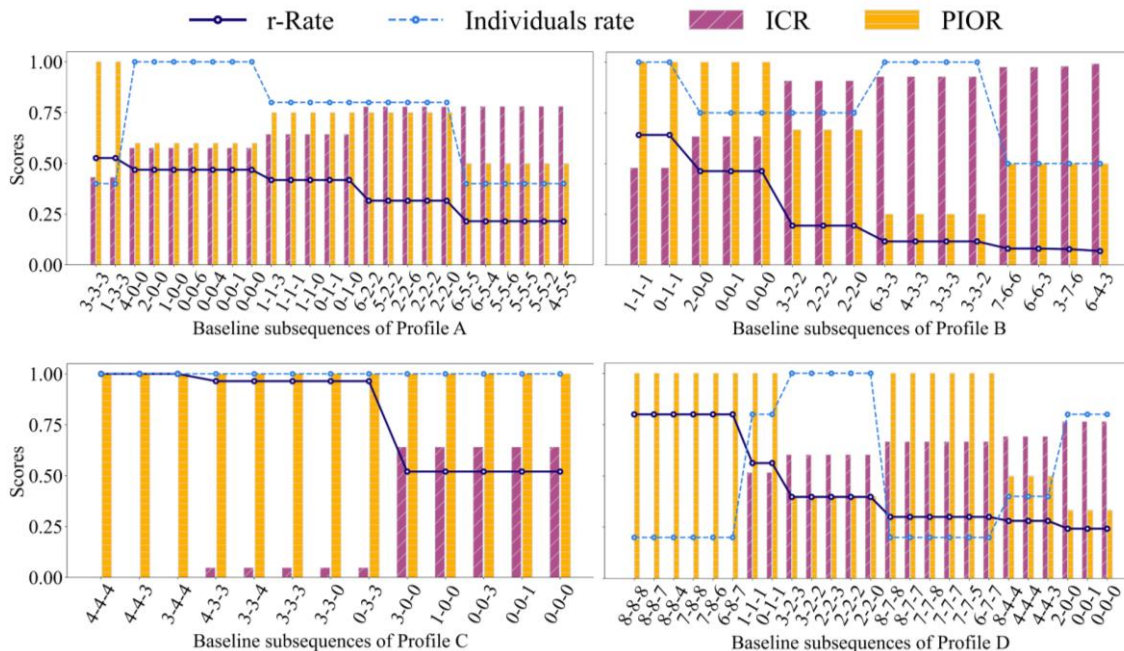 r-Rate Individuals rate ICR PIOR
Scores
1.00
0.75
0.50
0.25
0.00
3-3-3 1-3-3 4-0-0 2-0-0 1-0-0 0-0-6 0-0-4 0-0-1 0-0-0 1-1-3 1-1-1 1-1-0 0-1-1 0-1-0 6-2-2 5-2-2 2-2-6 2-2-2 2-2-0 6-5-5 6-5-4 5-5-6 5-5-5 5-5-2 4-5-5
Baseline subsequences of Profile A
1-1-1 0-1-1 2-0-0 0-0-1 0-0-0 3-2-2 2-2-2 2-2-0 6-3-3 4-3-3 3-3-3 3-3-2 7-6-6 6-6-3 3-7-6 6-4-3
Baseline subsequences of Profile B
Scores
1.00
0.75
0.50
0.25
0.00
4-4-4 4-4-3 3-4-4 4-3-3 3-3-4 3-3-3 3-3-0 0-3-3 3-0-0 1-0-0 0-0-3 0-0-1 0-0-0
Baseline subsequences of Profile C
8-8-8 8-8-7 8-8-4 7-8-8 7-8-6 6-8-7 1-1-1 0-1-1 3-2-3 3-2-2 2-2-3 2-2-2 2-2-0 8-7-8 8-7-7 7-7-8 7-7-7 7-7-5 6-7-7 8-4-4 4-4-4 4-4-3 2-0-0 0-0-1 0-0-0
Baseline subsequences of Profile D